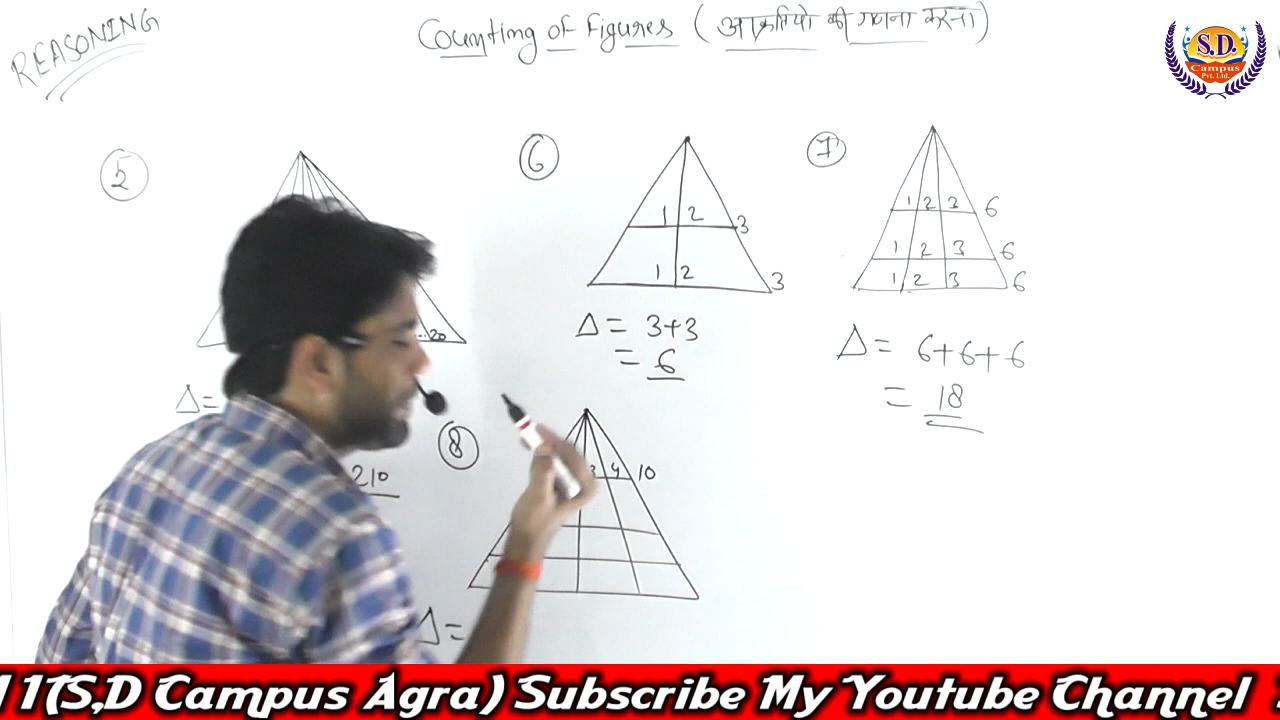 REASONING
Counting of Figures (आकृतियो की गणना करना)
S.D.
Campus
Pvt. Ltd.
5
20
Δ=
210
6
1 2 3
1 2 3
Δ = 3+3
= 6
7
1 2 3 6
1 2 3 6
1 2 3 6
Δ = 6+6+6
= 18
8
3 4 10
Δ=
(S,D Campus Agra) Subscribe My Youtube Channel